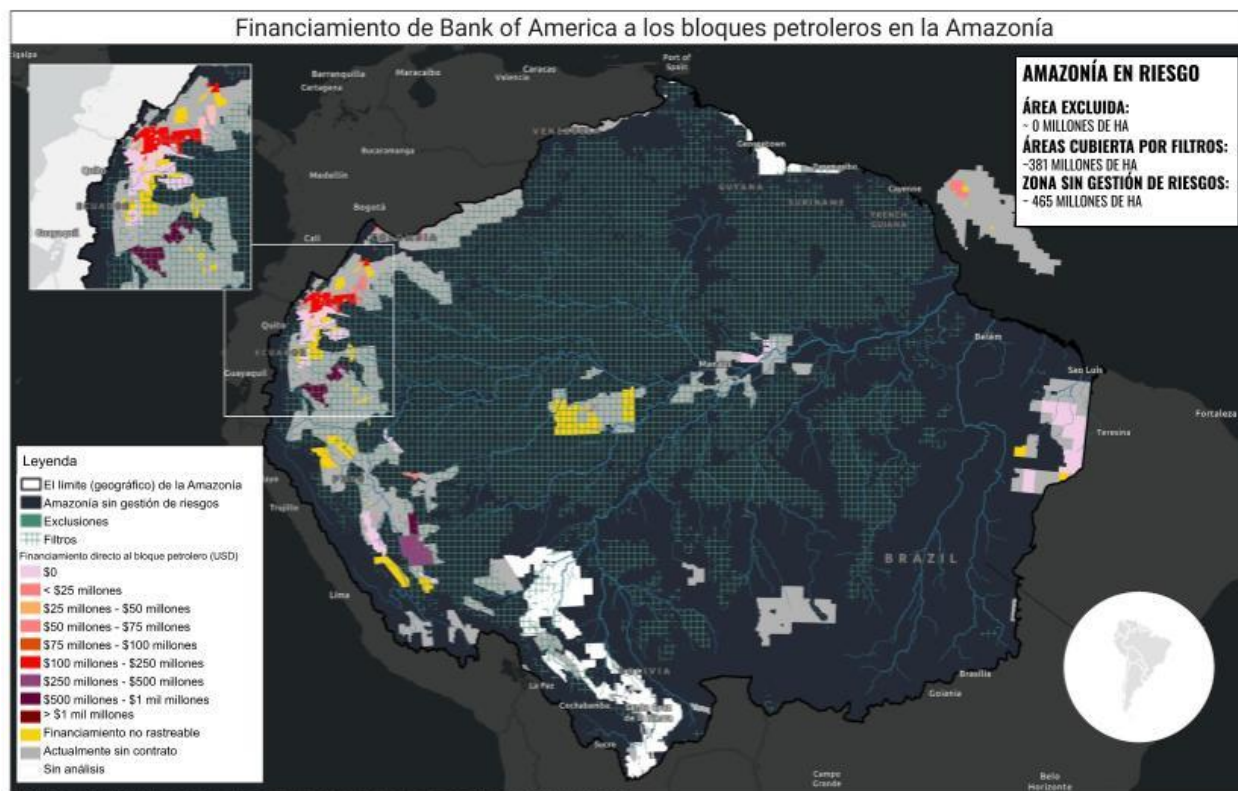 Financiamiento de Bank of America a los bloques petroleros en la Amazonía
AMAZONÍA EN RIESGO
ÁREA EXCLUIDA:
~ 0 MILLONES DE HA
ÁREAS CUBIERTA POR FILTROS:
~381 MILLONES DE HA
ZONA SIN GESTIÓN DE RIESGOS:
~ 465 MILLONES DE HA
Port of
Spain
Barranquilla
Maracaibo
Caracas
Cartagena
Valencia
Bucaramanga
Medellín
Bogotá
Cali
Georgetown
GUYANA
SURINAME
Cayenne
FRENCH
GUIANA
Quito
ECUADOR
Guayaquil
Quito
ECUADOR
Guayaquil
Belém
Sao Luís
Fortaleza
Teresina
Trujillo
Lima
BRAZIL
La Paz
Cochabamba
Sucre
Brasília
Goiania
Campo
Grande
Belo
Horizonte
Leyenda
El límite (geográfico) de la Amazonía
Amazonía sin gestión de riesgos
Exclusiones
Filtros
Financiamiento directo al bloque petrolero (USD)
$0
< $25 millones
$25 millones - $50 millones
$50 millones - $75 millones
$75 millones - $100 millones
$100 millones - $250 millones
$250 millones - $500 millones
$500 millones - $1 mil millones
> $1 mil millones
Financiamiento no rastreable
Actualmente sin contrato
Sin análisis